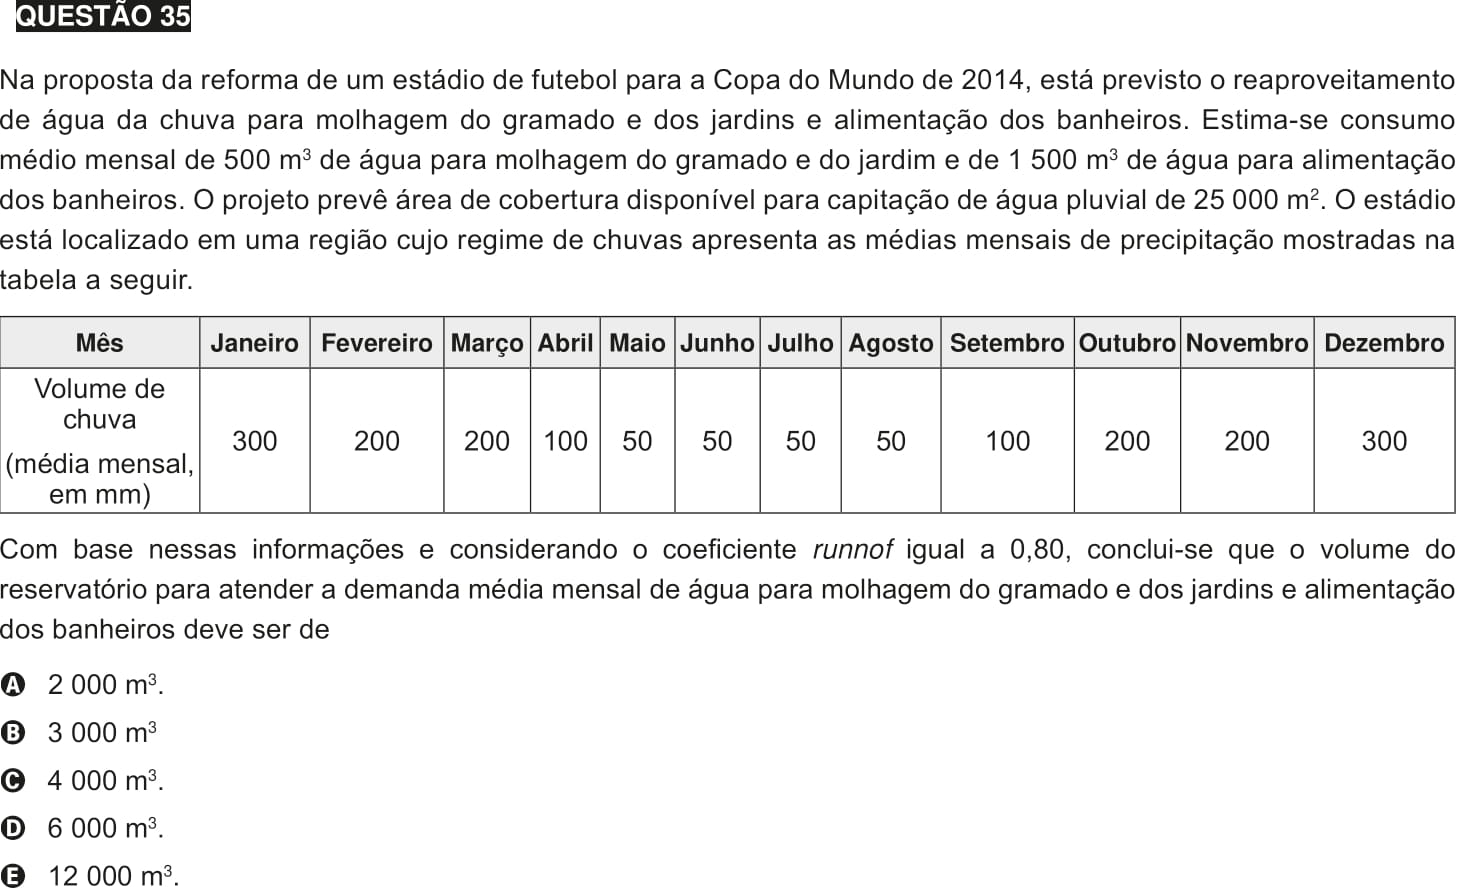 QUESTÃO 35
Na proposta da reforma de um estádio de futebol para a Copa do Mundo de 2014, está previsto o reaproveitamento
de água da chuva para molhagem do gramado e dos jardins e alimentação dos banheiros. Estima-se consumo
médio mensal de 500 m³ de água para molhagem do gramado e do jardim e de 1 500 m³ de água para alimentação
dos banheiros. O projeto prevê área de cobertura disponível para capitação de água pluvial de 25 000 m². O estádio
está localizado em uma região cujo regime de chuvas apresenta as médias mensais de precipitação mostradas na
tabela a seguir.
Mês Janeiro Fevereiro Março Abril Maio Junho Julho Agosto Setembro Outubro Novembro Dezembro
Volume de
chuva
(média mensal,
em mm)
300 200 200 100 50 50 50 50 100 200 200 300
Com base nessas informações e considerando o coeficiente runnof igual a 0,80, conclui-se que o volume do
reservatório para atender a demanda média mensal de água para molhagem do gramado e dos jardins e alimentação
dos banheiros deve ser de
A 2 000 m³.
B 3 000 m³
C 4 000 m³.
D 6 000 m³.
E 12 000 m³.